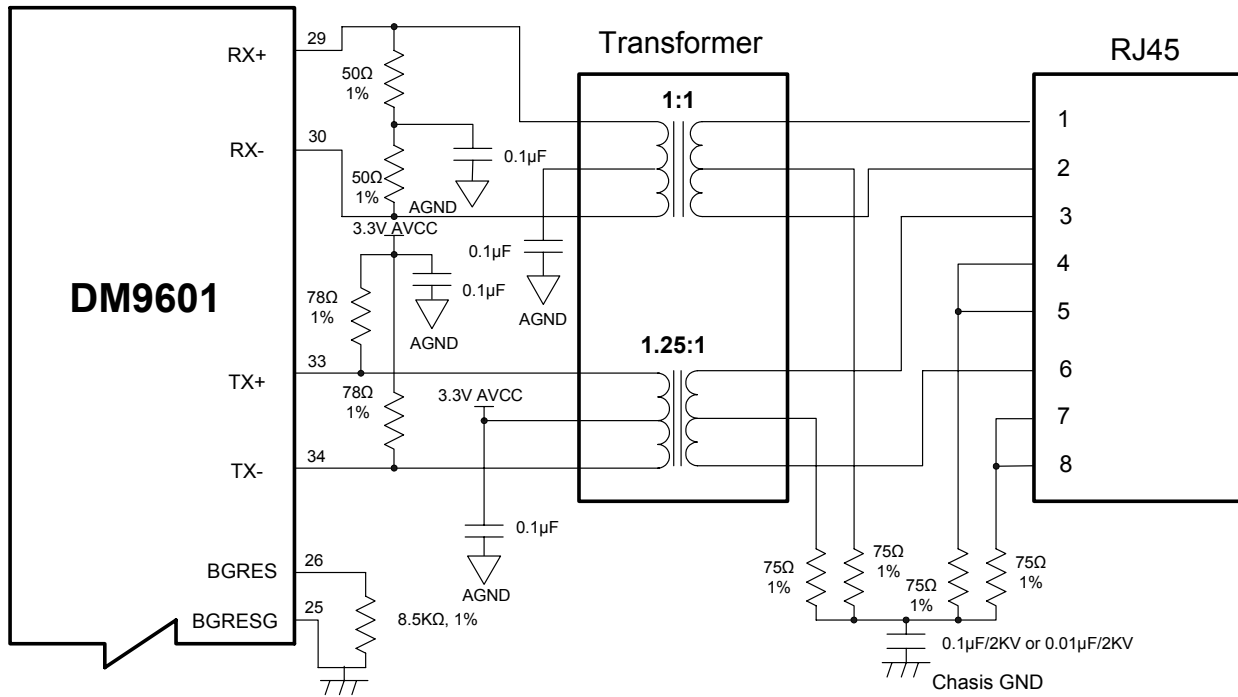 Transformer
RJ45
DM9601
RX+
29
RX-
30
TX+
33
TX-
34
BGRES
26
BGRESG
25
50Ω
1%
50Ω
1%
0.1µF
AGND
3.3V AVCC
0.1µF
AGND
78Ω
1%
78Ω
1%
0.1µF
AGND
3.3V AVCC
0.1µF
AGND
8.5KΩ, 1%
1:1
1.25:1
1
2
3
4
5
6
7
8
75Ω
1%
75Ω
1%
75Ω
1%
75Ω
1%
0.1µF/2KV or 0.01µF/2KV
Chasis GND